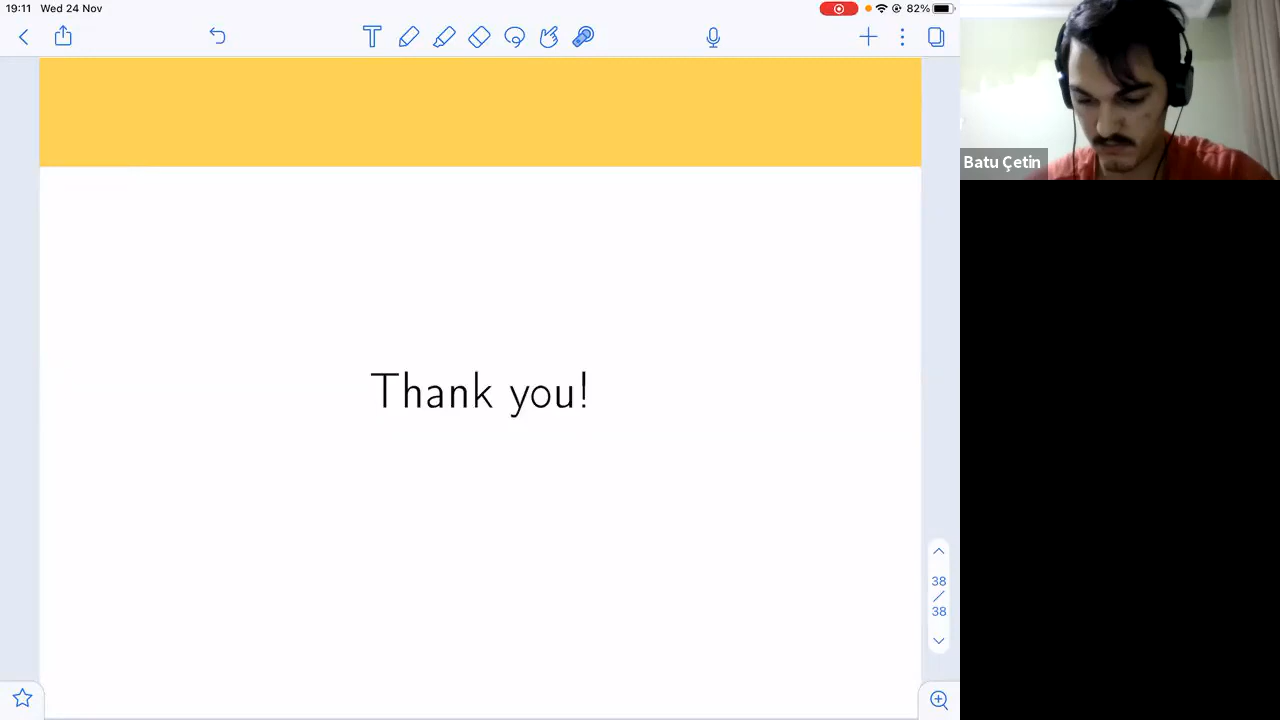 19:11 Wed 24 Nov 82%
Batu Çetin
Thank you!
38
/
38